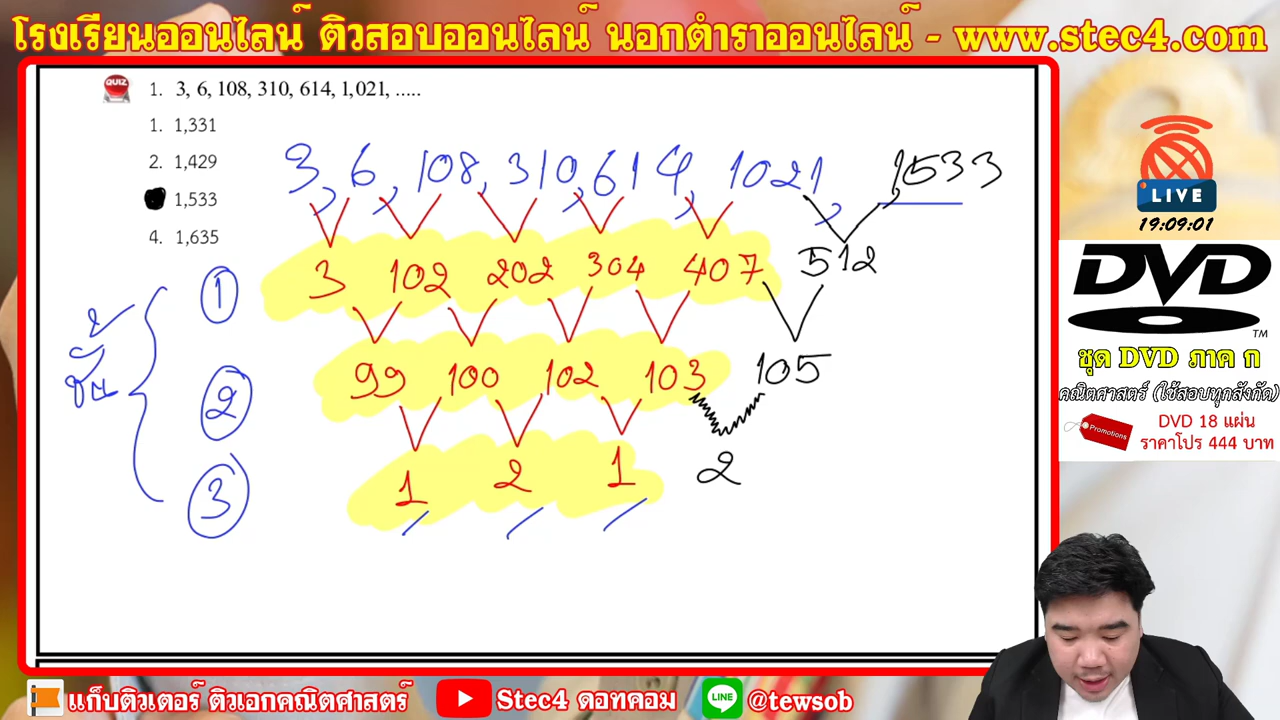 โรงเรียนออนไลน์ ติวสอบออนไลน์ นอกตำราออนไลน์ - www.stec4.com
QUIZ 1. 3, 6, 108, 310, 614, 1,021, .....
1. 1,331
2. 1,429
1,533
4. 1,635
3, 6, 108, 310, 614, 1021, 1533
1 3 102 202 304 407 512
2 99 100 102 103 105
3 1 2 1 2
LIVE
19:09:01
DVD
TM
ชุด DVD ภาค ก
คณิตศาสตร์ (ใช้สอบทุกสังกัด)
Promotions
DVD 18 แผ่น
ราคาโปร 444 บาท
แก็บติวเตอร์ ติวเอกคณิตศาสตร์ Stec4 ดอทคอม LINE @tewsob